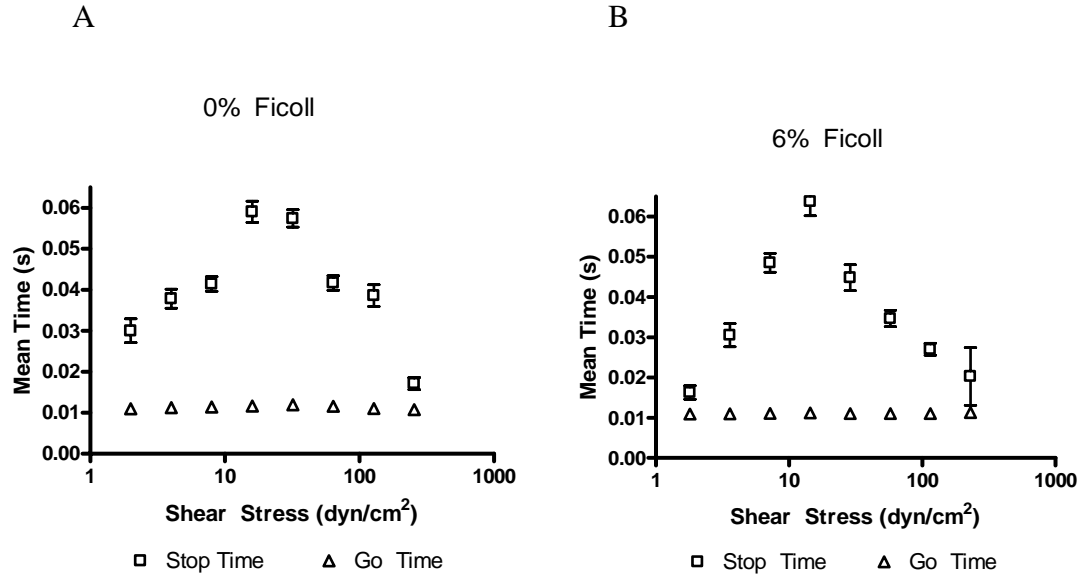 A
0% Ficoll
0.06
0.05
0.04
0.03
0.02
0.01
0.00
Mean Time (s)
1 10 100 1000
Shear Stress (dyn/cm²)
Stop Time Go Time
B
6% Ficoll
0.06
0.05
0.04
0.03
0.02
0.01
0.00
Mean Time (s)
1 10 100 1000
Shear Stress (dyn/cm²)
Stop Time Go Time